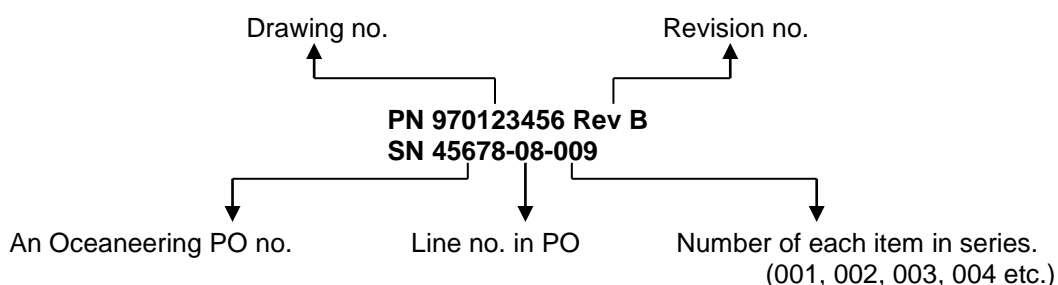 Drawing no. Revision no.
PN 970123456 Rev B
SN 45678-08-009
An Oceaneering PO no. Line no. in PO Number of each item in series.
(001, 002, 003, 004 etc.)